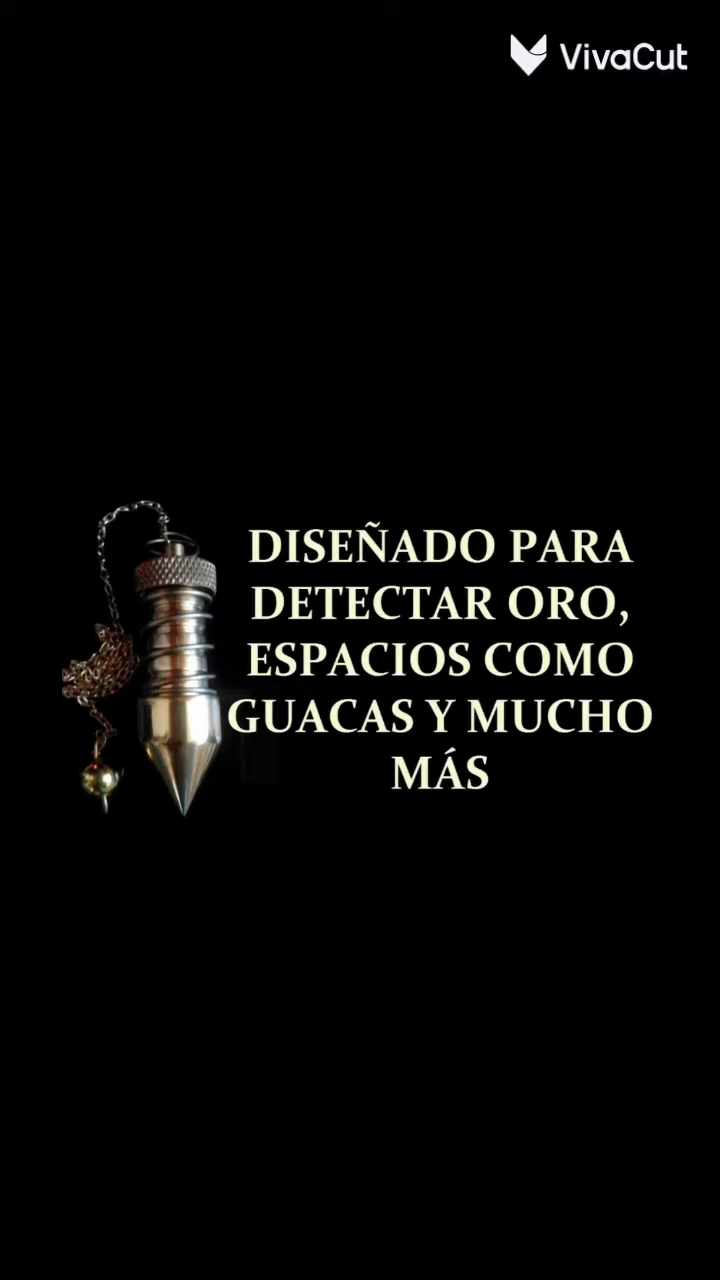 VivaCut
DISEÑADO PARA
DETECTAR ORO,
ESPACIOS COMO
GUACAS Y MUCHO
MÁS